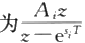 为 A_i z / (z − e^{s_i T})